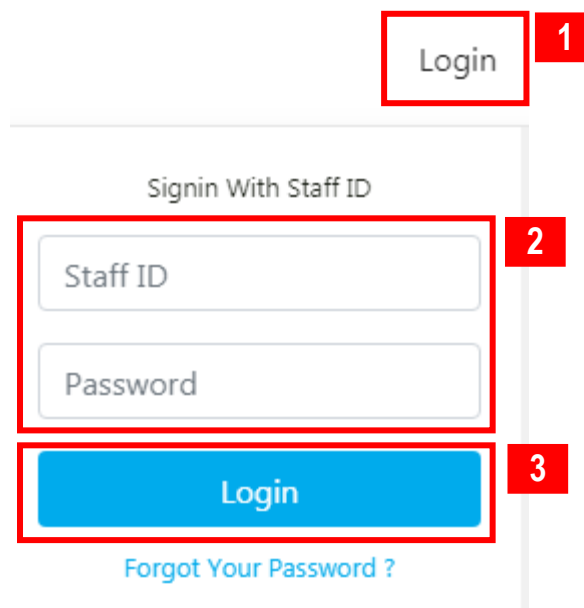 Login
1
Signin With Staff ID
2
Staff ID
Password
3
Login
Forgot Your Password ?